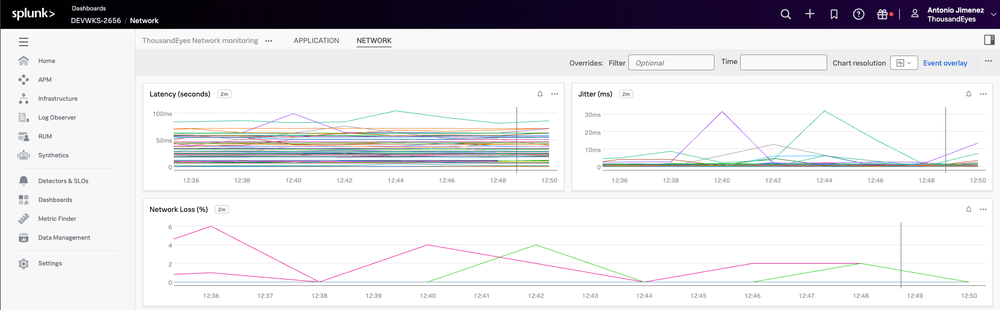 splunk>
Dashboards
DEVWKS-2656 / Network
Antonio Jimenez
ThousandEyes
Home
APM
Infrastructure
Log Observer
RUM
Synthetics
Detectors & SLOs
Dashboards
Metric Finder
Data Management
Settings
ThousandEyes Network monitoring ••• APPLICATION NETWORK
Overrides: Filter Optional Time Chart resolution Event overlay •••
Latency (seconds) 2m
100ms
50ms
0
12:36 12:38 12:40 12:42 12:44 12:46 12:48 12:50
Jitter (ms) 2m
30ms
20ms
10ms
0
12:36 12:38 12:40 12:42 12:44 12:46 12:48 12:50
Network Loss (%) 2m
6
4
2
0
12:36 12:37 12:38 12:39 12:40 12:41 12:42 12:43 12:44 12:45 12:46 12:47 12:48 12:49 12:50